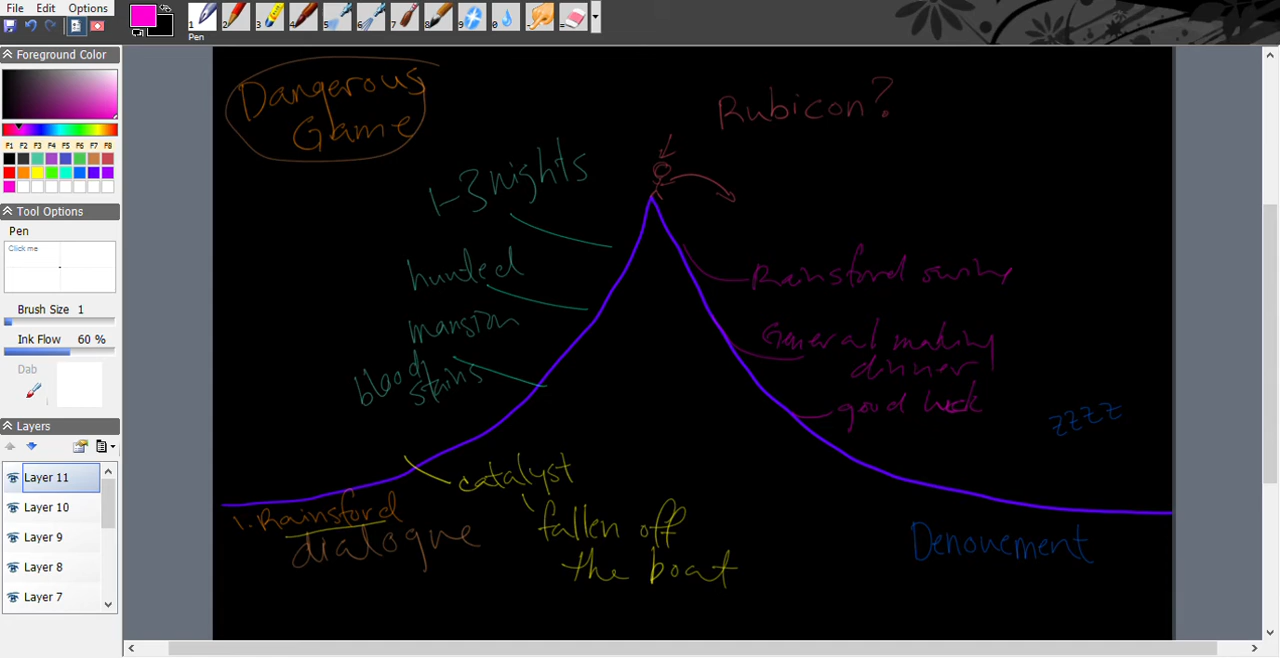 File Edit Options
Pen
Foreground Color
F1 F2 F3 F4 F5 F6 F7 F8
Tool Options
Pen
Click me
Brush Size 1
Ink Flow 60 %
Dab
Layers
Layer 11
Layer 10
Layer 9
Layer 8
Layer 7
Dangerous
Game
Rubicon?
1-3 nights
hunted
mansion
blood
stains
Rainsford
General making
dinner
good luck
zzzz
catalyst
fallen off
the boat
1. Rainsford
dialogue
Denouement